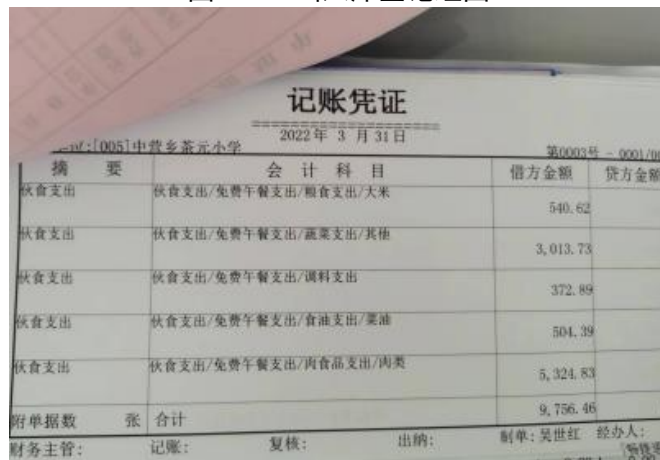 记账凭证
2022年 3 月 31 日
:[005]中营乡茶元小学 第0003号 - 0001/0
摘 要 会 计 科 目 借方金额 贷方金额
伙食支出 伙食支出/免费午餐支出/粮食支出/大米 540.62
伙食支出 伙食支出/免费午餐支出/蔬菜支出/其他 3,013.73
伙食支出 伙食支出/免费午餐支出/调料支出 372.89
伙食支出 伙食支出/免费午餐支出/食油支出/菜油 504.39
伙食支出 伙食支出/免费午餐支出/肉食品支出/肉类 5,324.83
附单据数 张 合计 9,756.46
财务主管: 记账: 复核: 出纳: 制单:吴世红 经办人: